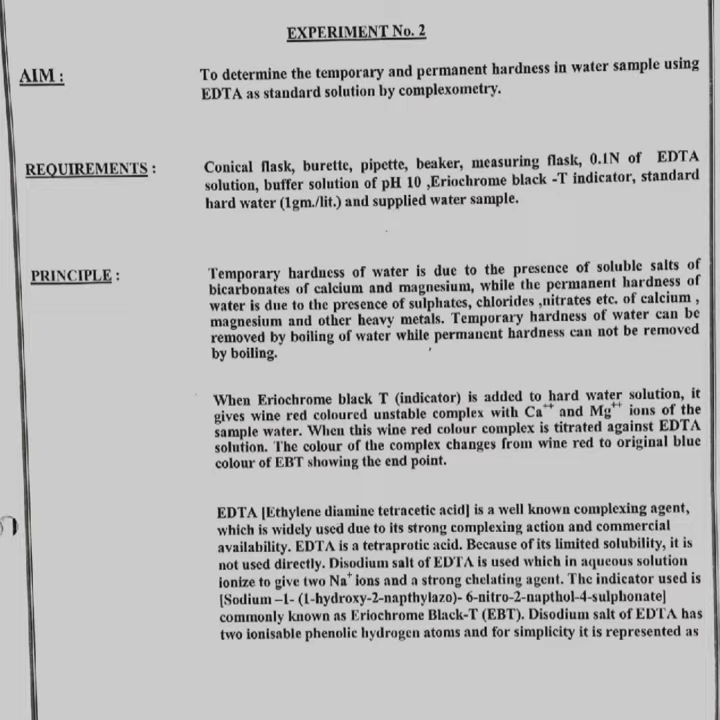 EXPERIMENT No. 2
AIM : To determine the temporary and permanent hardness in water sample using
EDTA as standard solution by complexometry.
REQUIREMENTS : Conical flask, burette, pipette, beaker, measuring flask, 0.1N of EDTA
solution, buffer solution of pH 10 ,Eriochrome black -T indicator, standard
hard water (1gm./lit.) and supplied water sample.
PRINCIPLE : Temporary hardness of water is due to the presence of soluble salts of
bicarbonates of calcium and magnesium, while the permanent hardness of
water is due to the presence of sulphates, chlorides ,nitrates etc. of calcium ,
magnesium and other heavy metals. Temporary hardness of water can be
removed by boiling of water while permanent hardness can not be removed
by boiling.
When Eriochrome black T (indicator) is added to hard water solution, it
gives wine red coloured unstable complex with Ca⁺⁺ and Mg⁺⁺ ions of the
sample water. When this wine red colour complex is titrated against EDTA
solution. The colour of the complex changes from wine red to original blue
colour of EBT showing the end point.
EDTA [Ethylene diamine tetracetic acid] is a well known complexing agent,
which is widely used due to its strong complexing action and commercial
availability. EDTA is a tetraprotic acid. Because of its limited solubility, it is
not used directly. Disodium salt of EDTA is used which in aqueous solution
ionize to give two Na⁺ ions and a strong chelating agent. The indicator used is
[Sodium –1- (1-hydroxy-2-napthylazo)- 6-nitro-2-napthol-4-sulphonate]
commonly known as Eriochrome Black-T (EBT). Disodium salt of EDTA has
two ionisable phenolic hydrogen atoms and for simplicity it is represented as